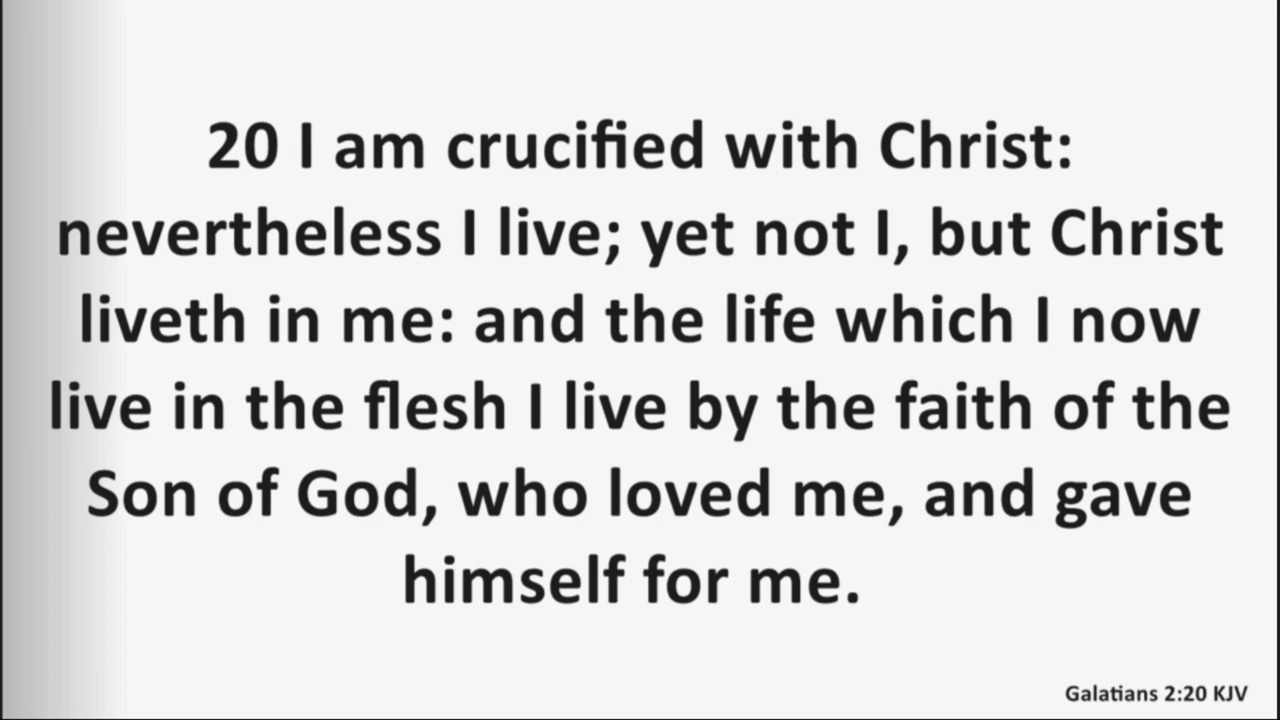 20 I am crucified with Christ:
nevertheless I live; yet not I, but Christ
liveth in me: and the life which I now
live in the flesh I live by the faith of the
Son of God, who loved me, and gave
himself for me.
Galatians 2:20 KJV